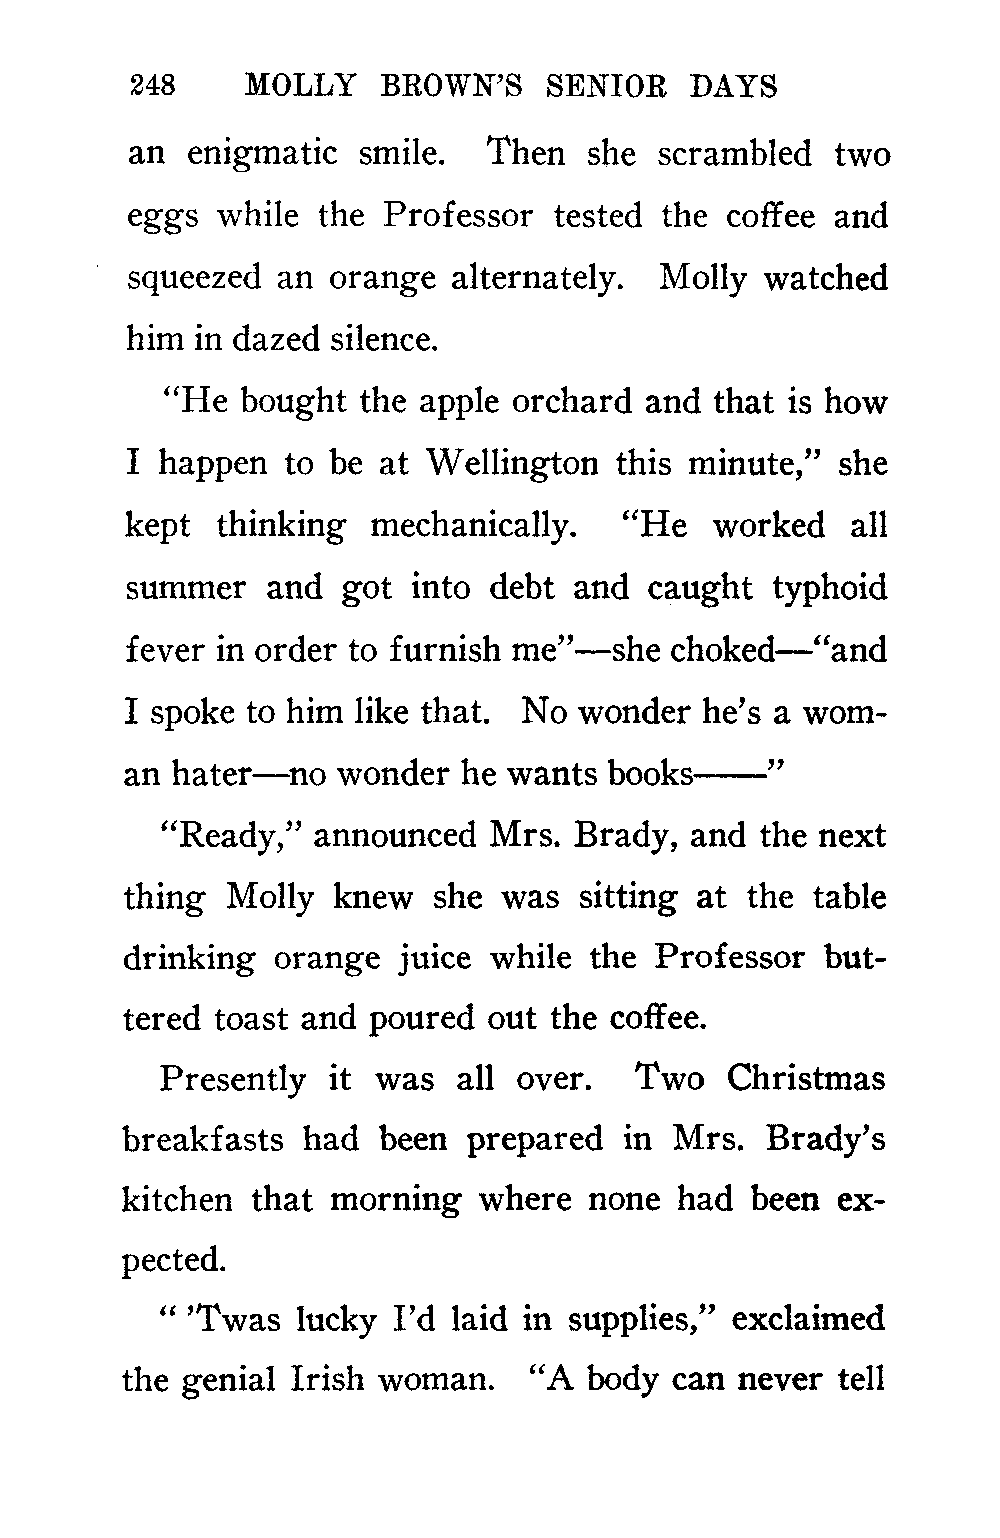 248 MOLLY BROWN'S SENIOR DAYS
an enigmatic smile. Then she scrambled two
eggs while the Professor tested the coffee and
squeezed an orange alternately. Molly watched
him in dazed silence.
“He bought the apple orchard and that is how
I happen to be at Wellington this minute,” she
kept thinking mechanically. “He worked all
summer and got into debt and caught typhoid
fever in order to furnish me”—she choked—“and
I spoke to him like that. No wonder he's a wom-
an hater—no wonder he wants books——”
“Ready,” announced Mrs. Brady, and the next
thing Molly knew she was sitting at the table
drinking orange juice while the Professor but-
tered toast and poured out the coffee.
Presently it was all over. Two Christmas
breakfasts had been prepared in Mrs. Brady's
kitchen that morning where none had been ex-
pected.
“ ’Twas lucky I’d laid in supplies,” exclaimed
the genial Irish woman. “A body can never tell